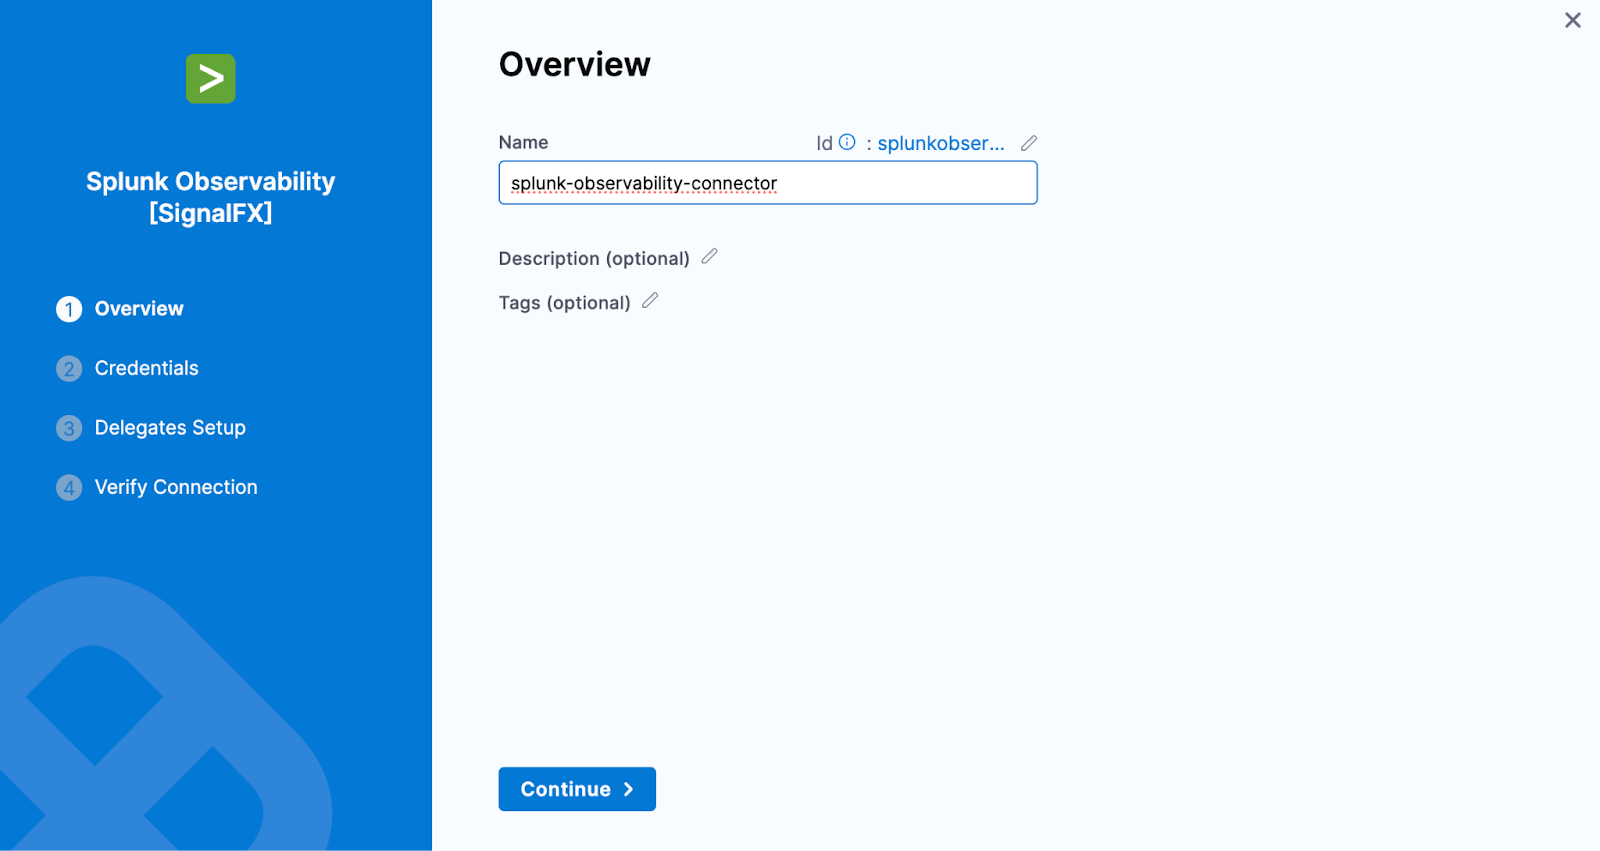 Splunk Observability
[SignalFX]
1 Overview
2 Credentials
3 Delegates Setup
4 Verify Connection
Overview
Name
Id : splunkobser...
splunk-observability-connector
Description (optional)
Tags (optional)
Continue